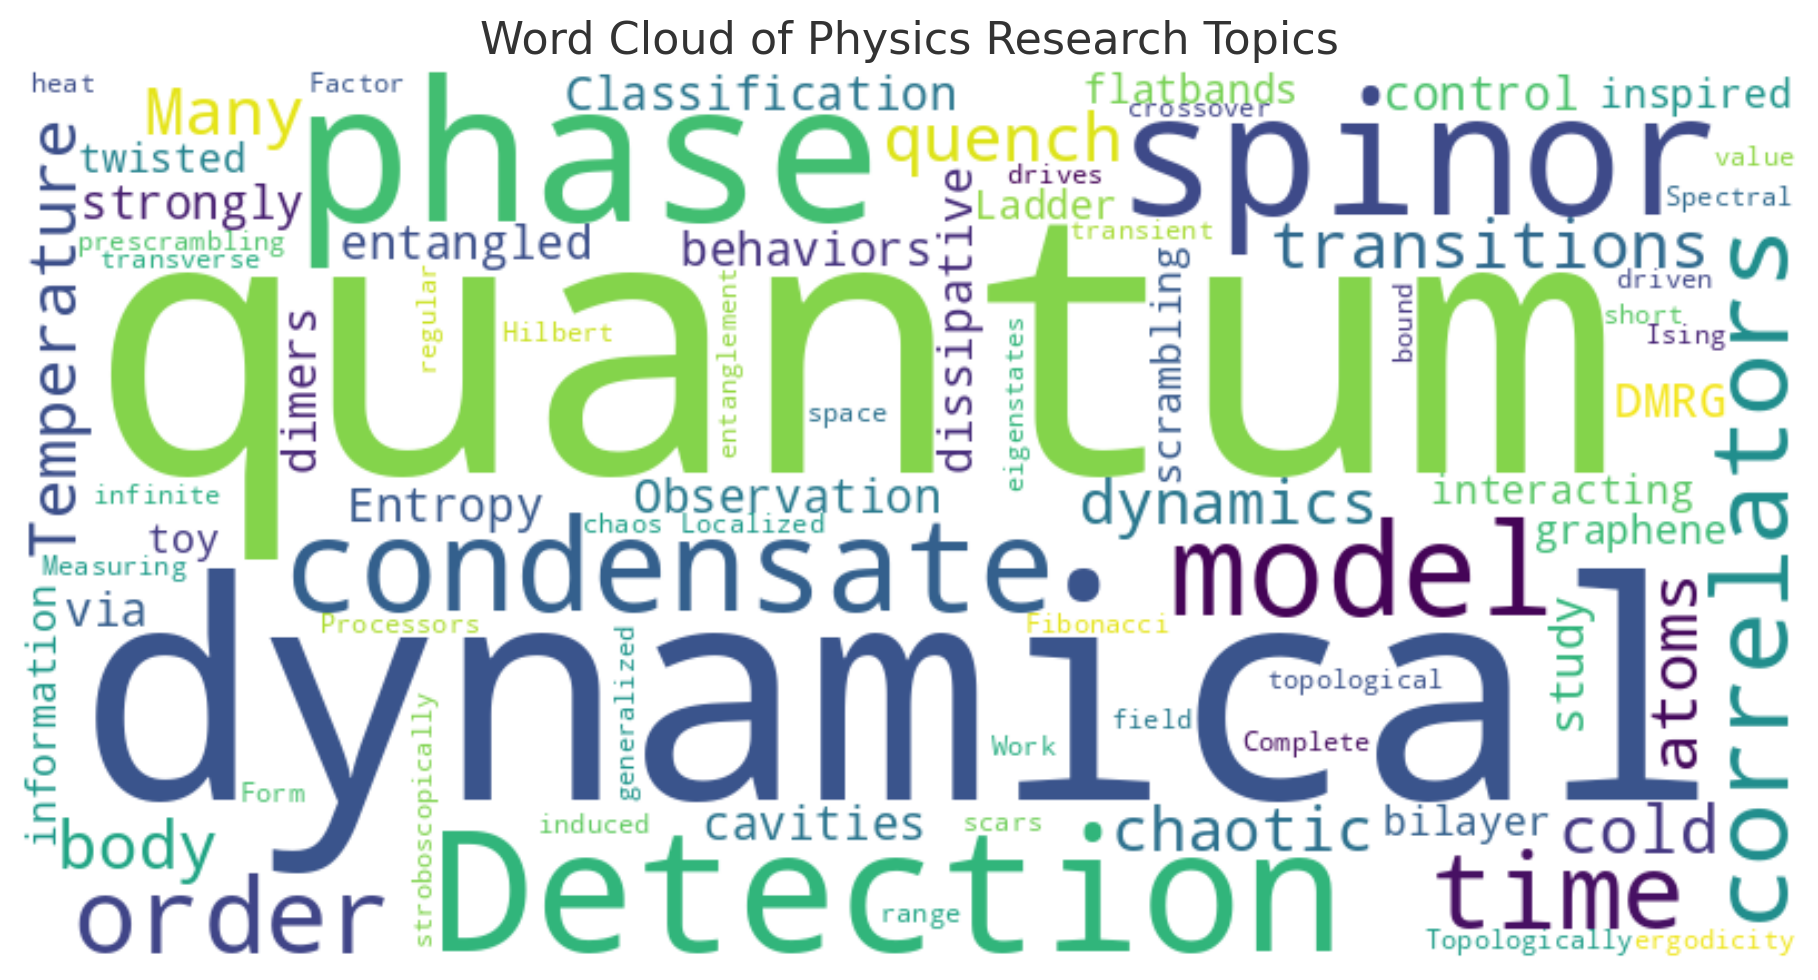 Word Cloud of Physics Research Topics
heat
Factor
Classification
flatbands
control
inspired
Many
phase
quench
crossover
spinor
Temperature
twisted
drives
value
strongly
dissipative
Ladder
Spectral
prescrambling
entangled
behaviors
transient
transitions
transverse
correlators
quantum
regular
entanglement
scrambling
driven
dimers
Hilbert
bound
short
eigenstates
Ising
space
DMRG
infinite
Entropy
Observation
dynamics
interacting
toy
chaos
Localized
graphene
condensate
model
Measuring
information
via
Processors
Fibonacci
study
atoms
dynamical
generalized
topological
stroboscopically
field
Work
Complete
Form
body
induced
cavities
scars
chaotic
bilayer
cold
order
Detection
range
time
Topologically
ergodicity